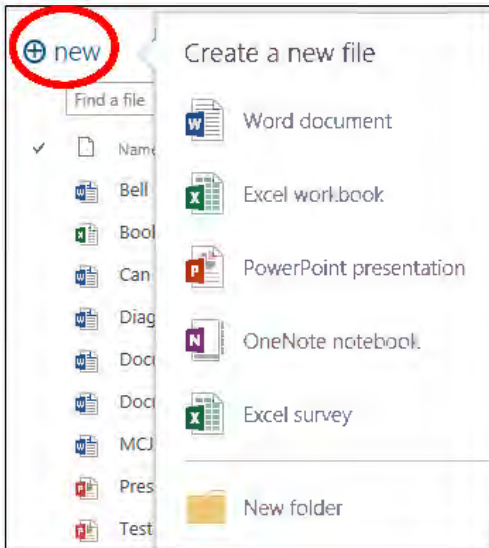 new
Create a new file
Find a file
Word document
Name
Excel workbook
Bell
Book
PowerPoint presentation
Can
Diag
OneNote notebook
Doc
Doc
Excel survey
MCJ
Pres
New folder
Test